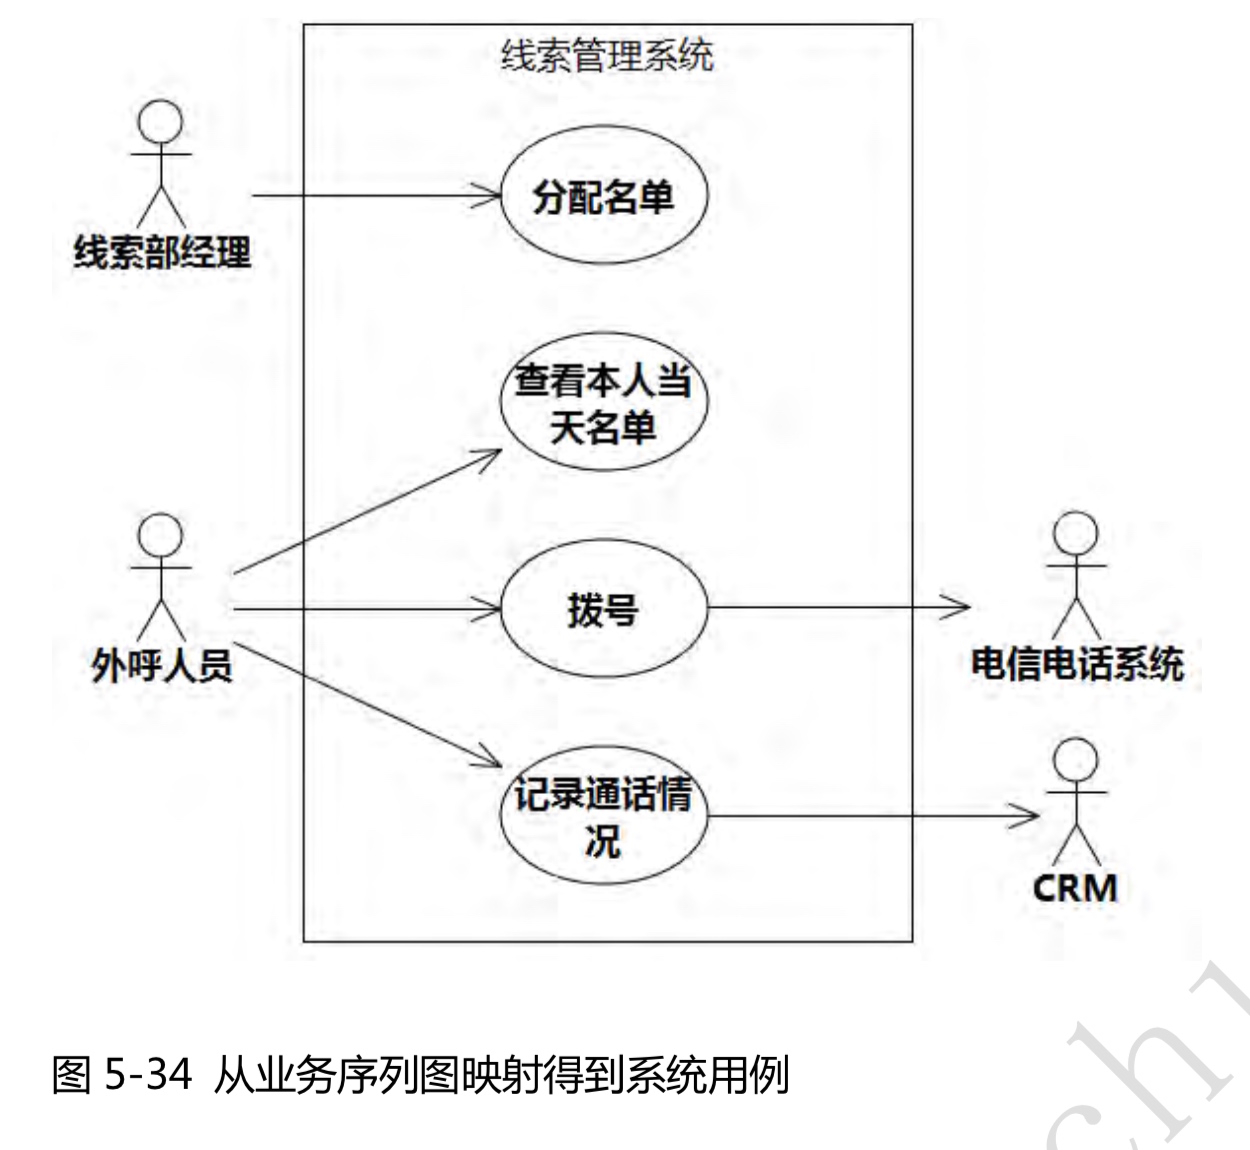 线索管理系统
分配名单
线索部经理
查看本人当
天名单
拨号
外呼人员
电信电话系统
记录通话情
况
CRM
图 5-34 从业务序列图映射得到系统用例